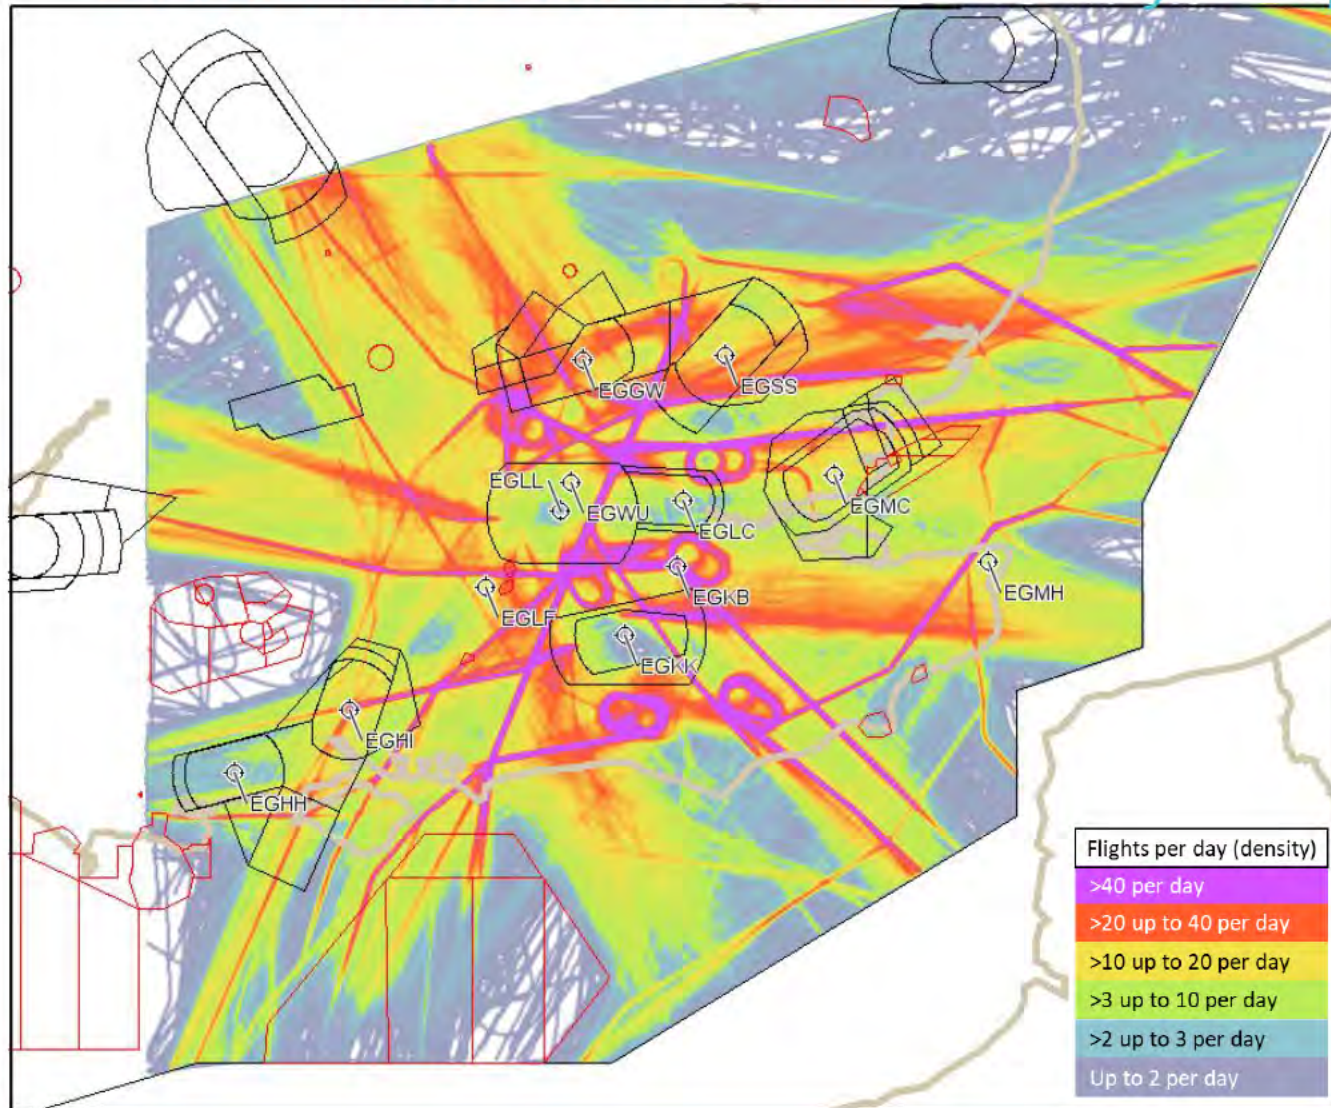 EGGW
EGSS
EGLL
EGWU
EGLC
EGMC
EGMH
EGLF
EGKB
EGKK
EGHI
EGHH
Flights per day (density)
>40 per day
>20 up to 40 per day
>10 up to 20 per day
>3 up to 10 per day
>2 up to 3 per day
Up to 2 per day